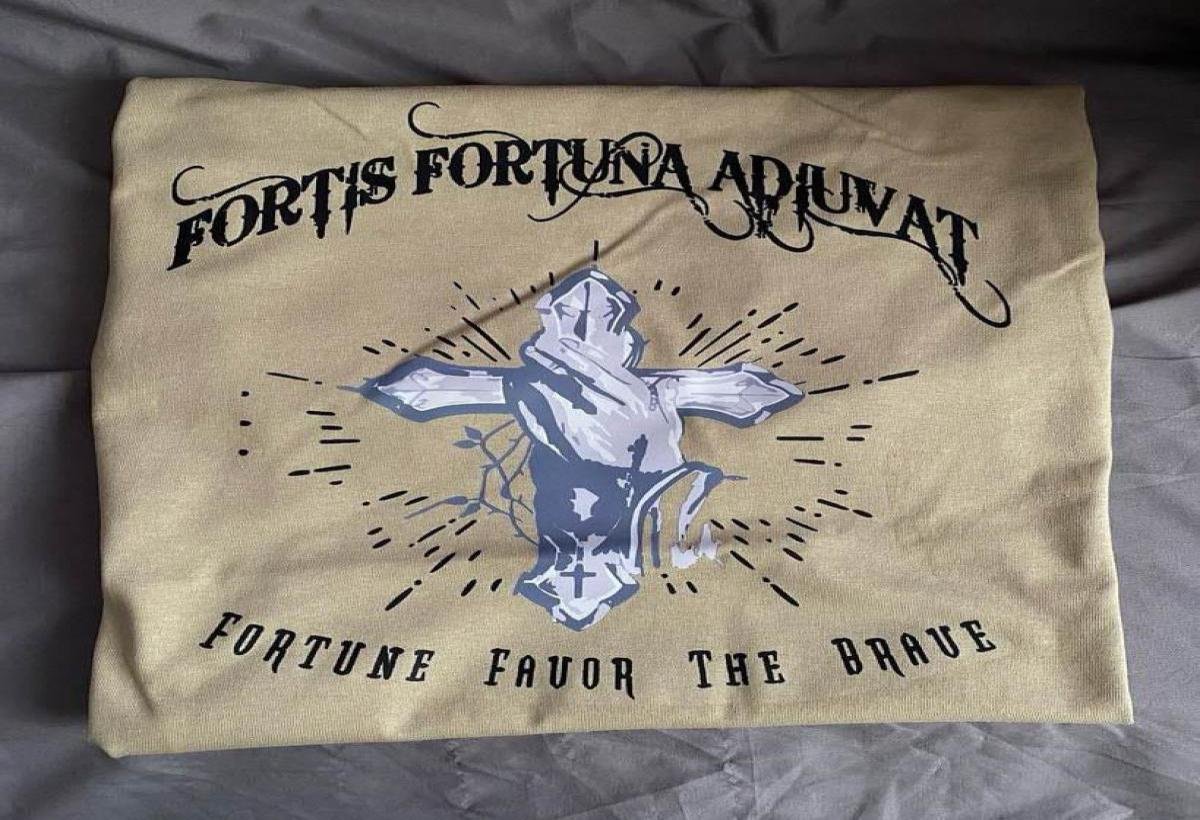 FORTIS FORTUNA ADIUVAT
FORTUNE FAVOR THE BRAVE